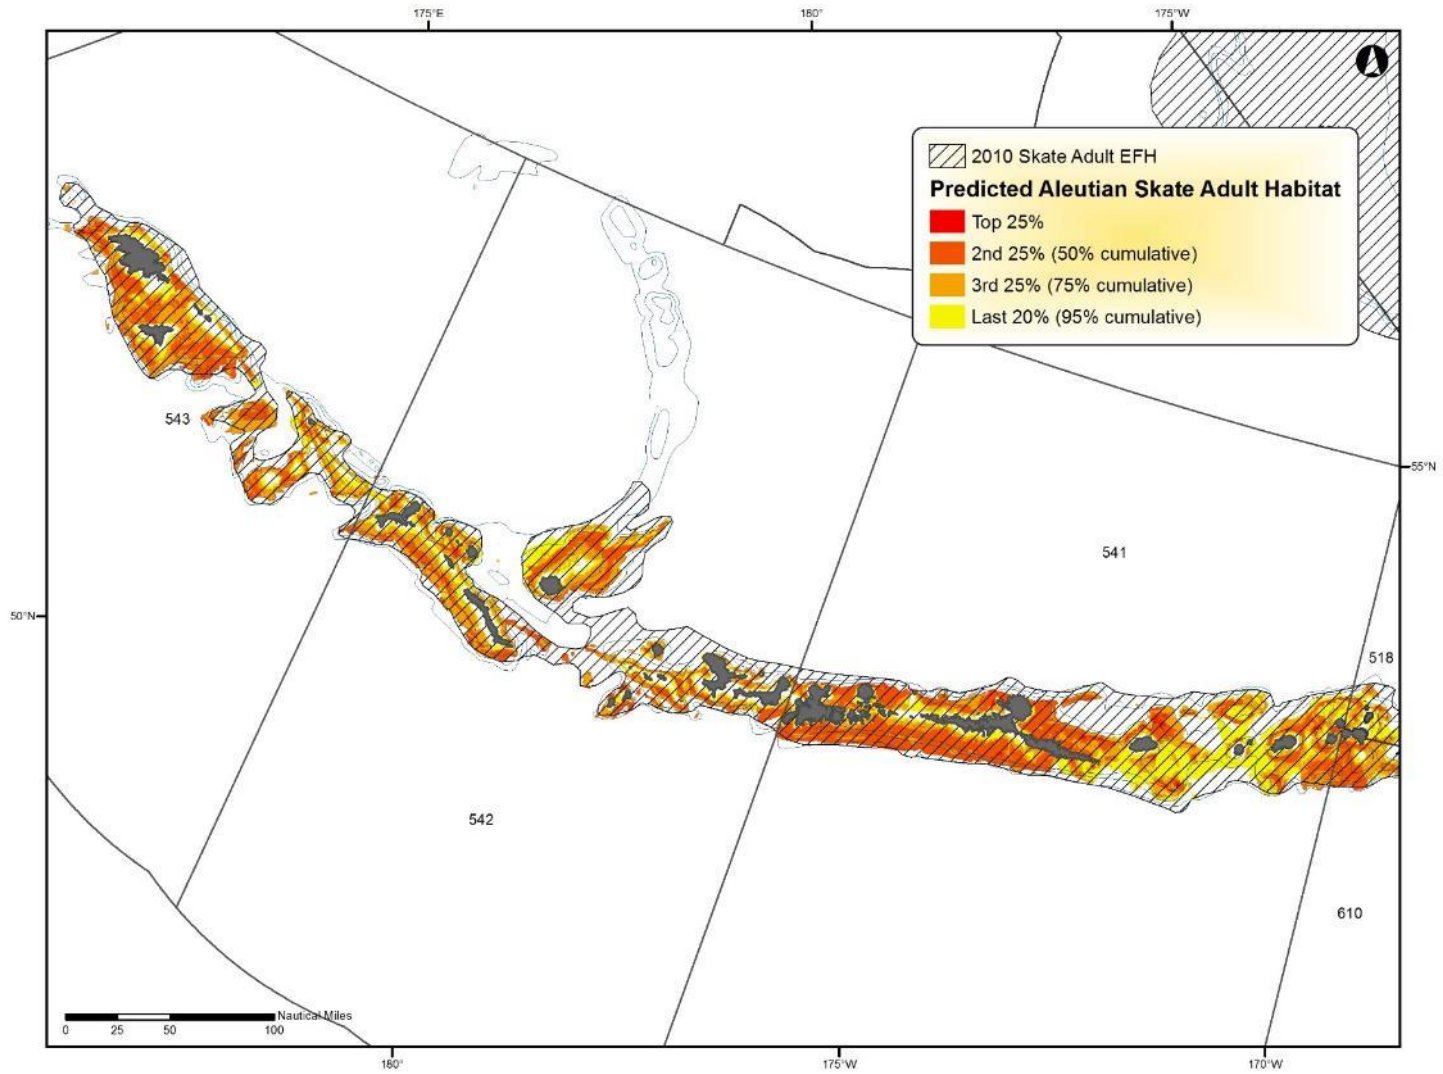 175°E
180°
175°W
2010 Skate Adult EFH
Predicted Aleutian Skate Adult Habitat
Top 25%
2nd 25% (50% cumulative)
3rd 25% (75% cumulative)
Last 20% (95% cumulative)
543
55°N
541
50°N
518
542
610
Nautical Miles
0 25 50 100
180°
175°W
170°W